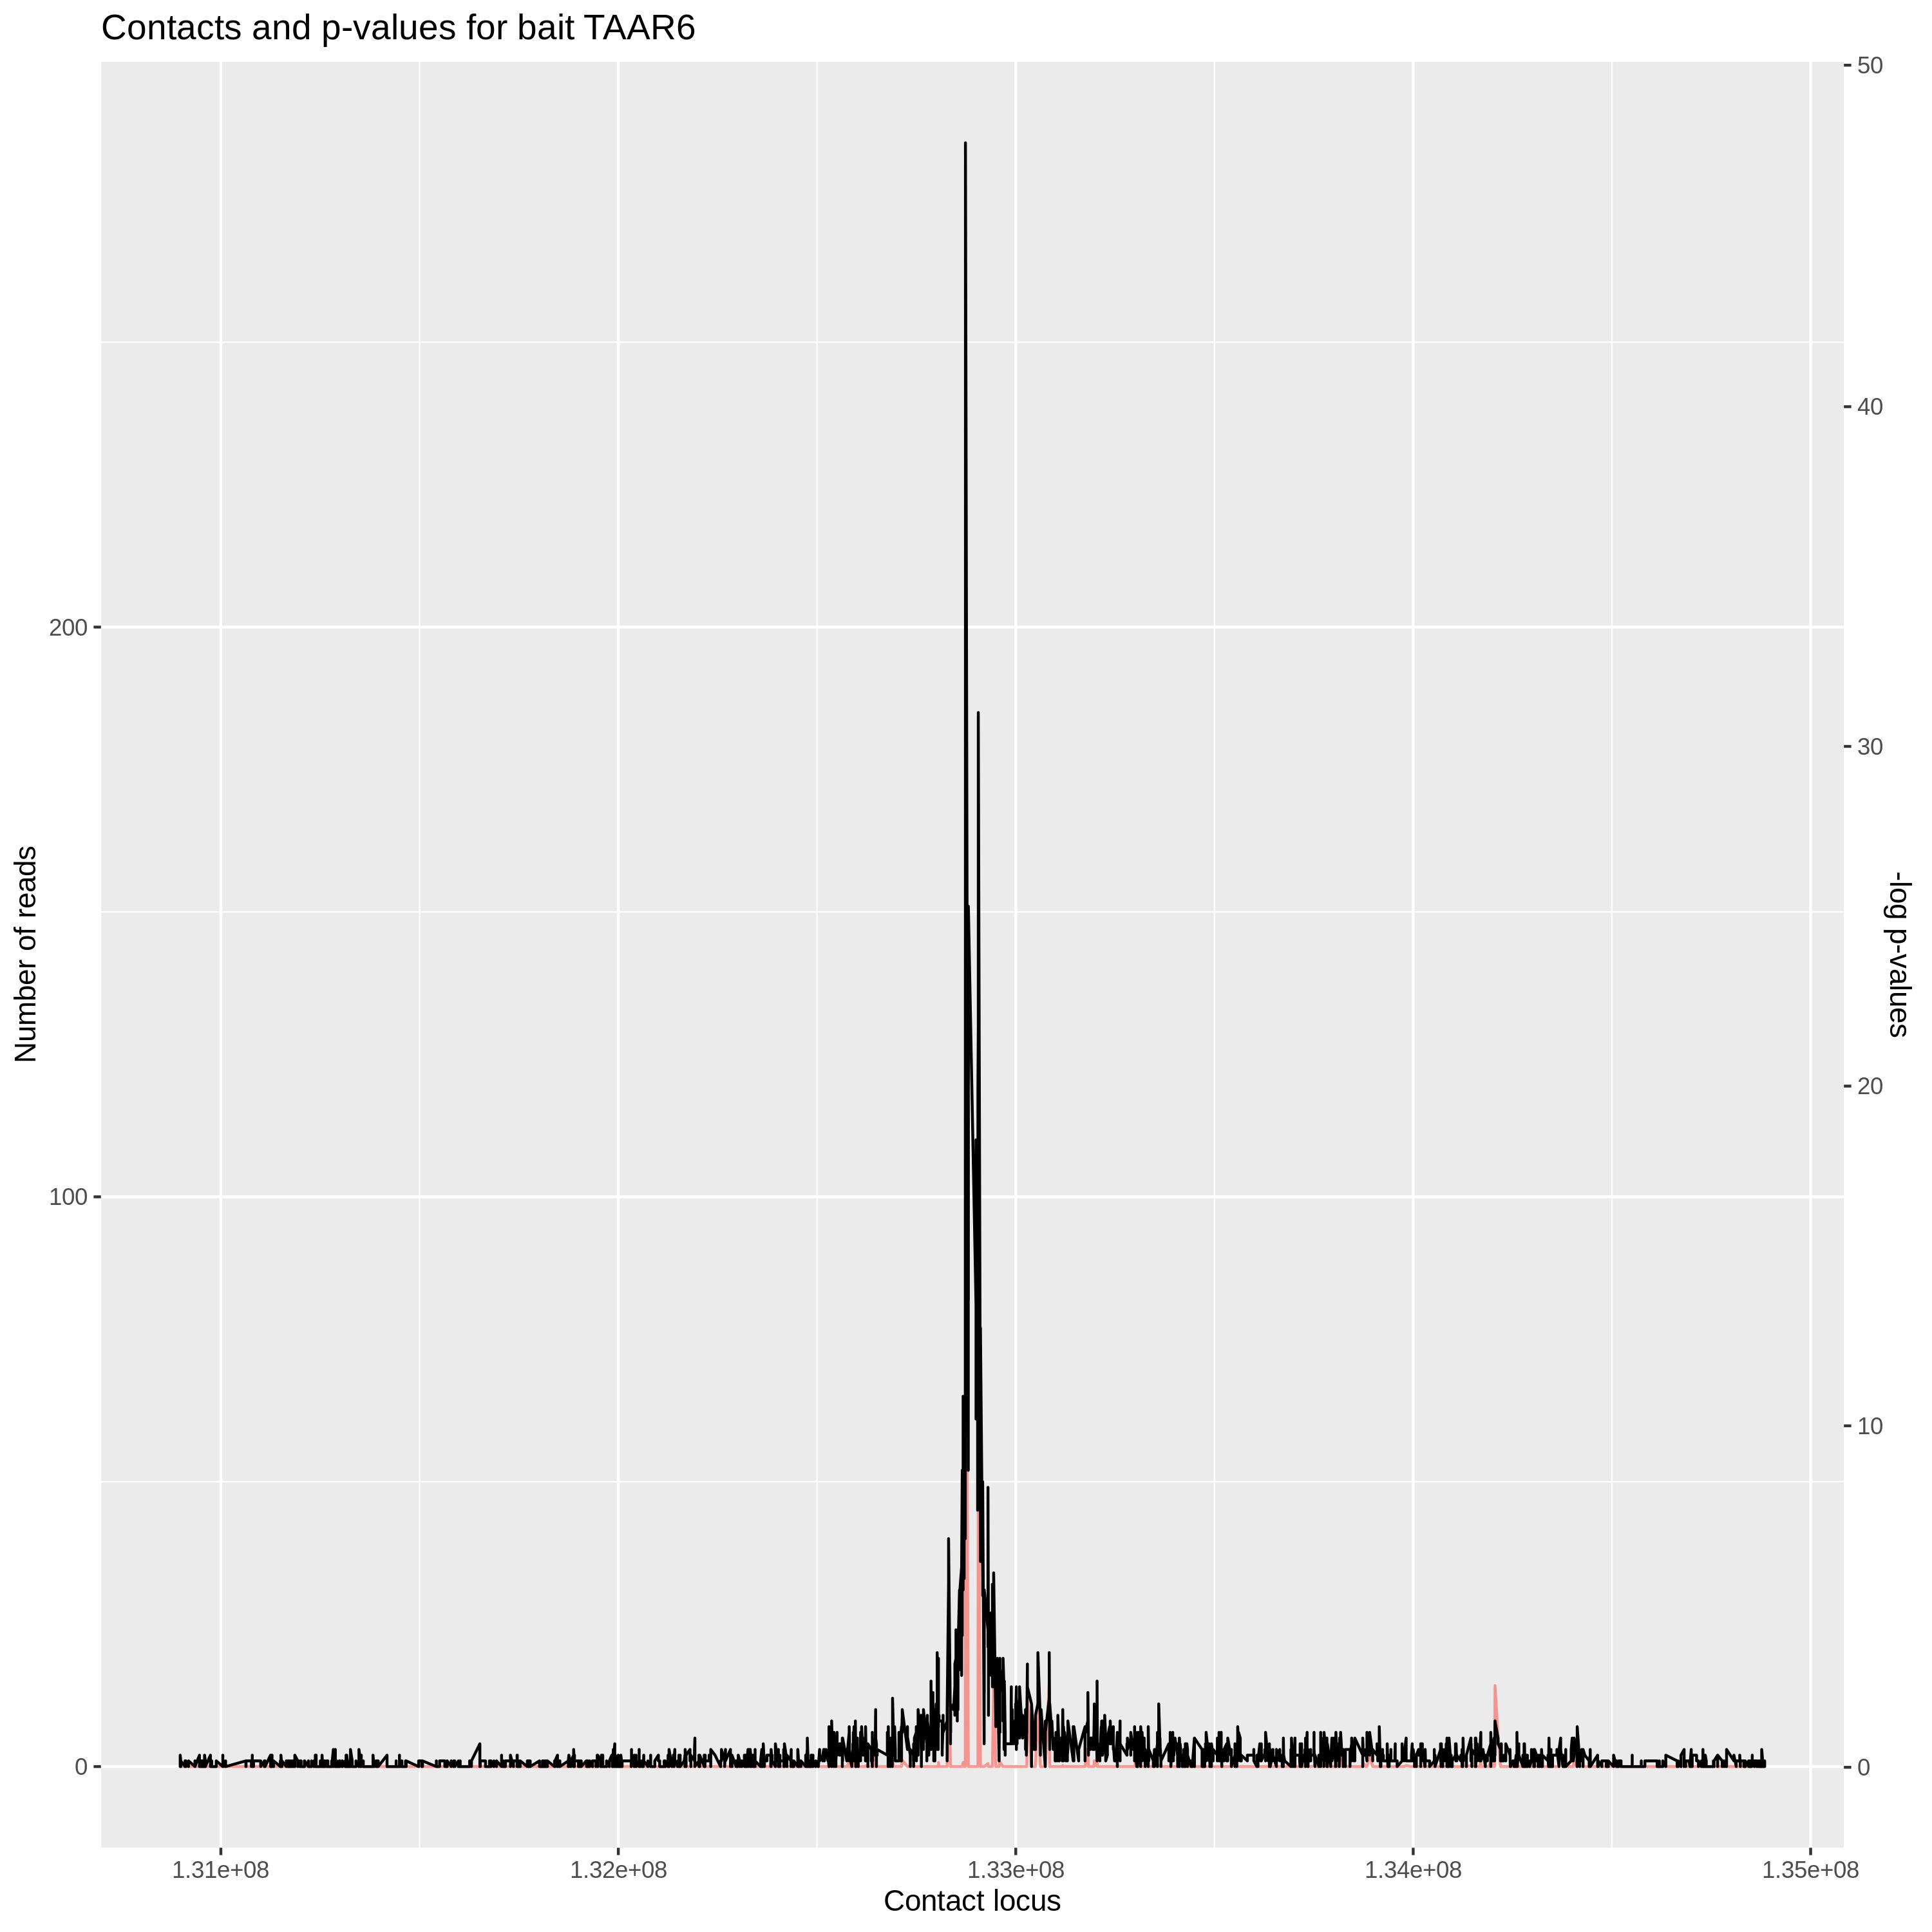 Contacts and p-values for bait TAAR6
Number of reads
200
100
0
50
40
30
20
10
0
-log p-values
1.31e+08
1.32e+08
1.33e+08
1.34e+08
1.35e+08
Contact locus